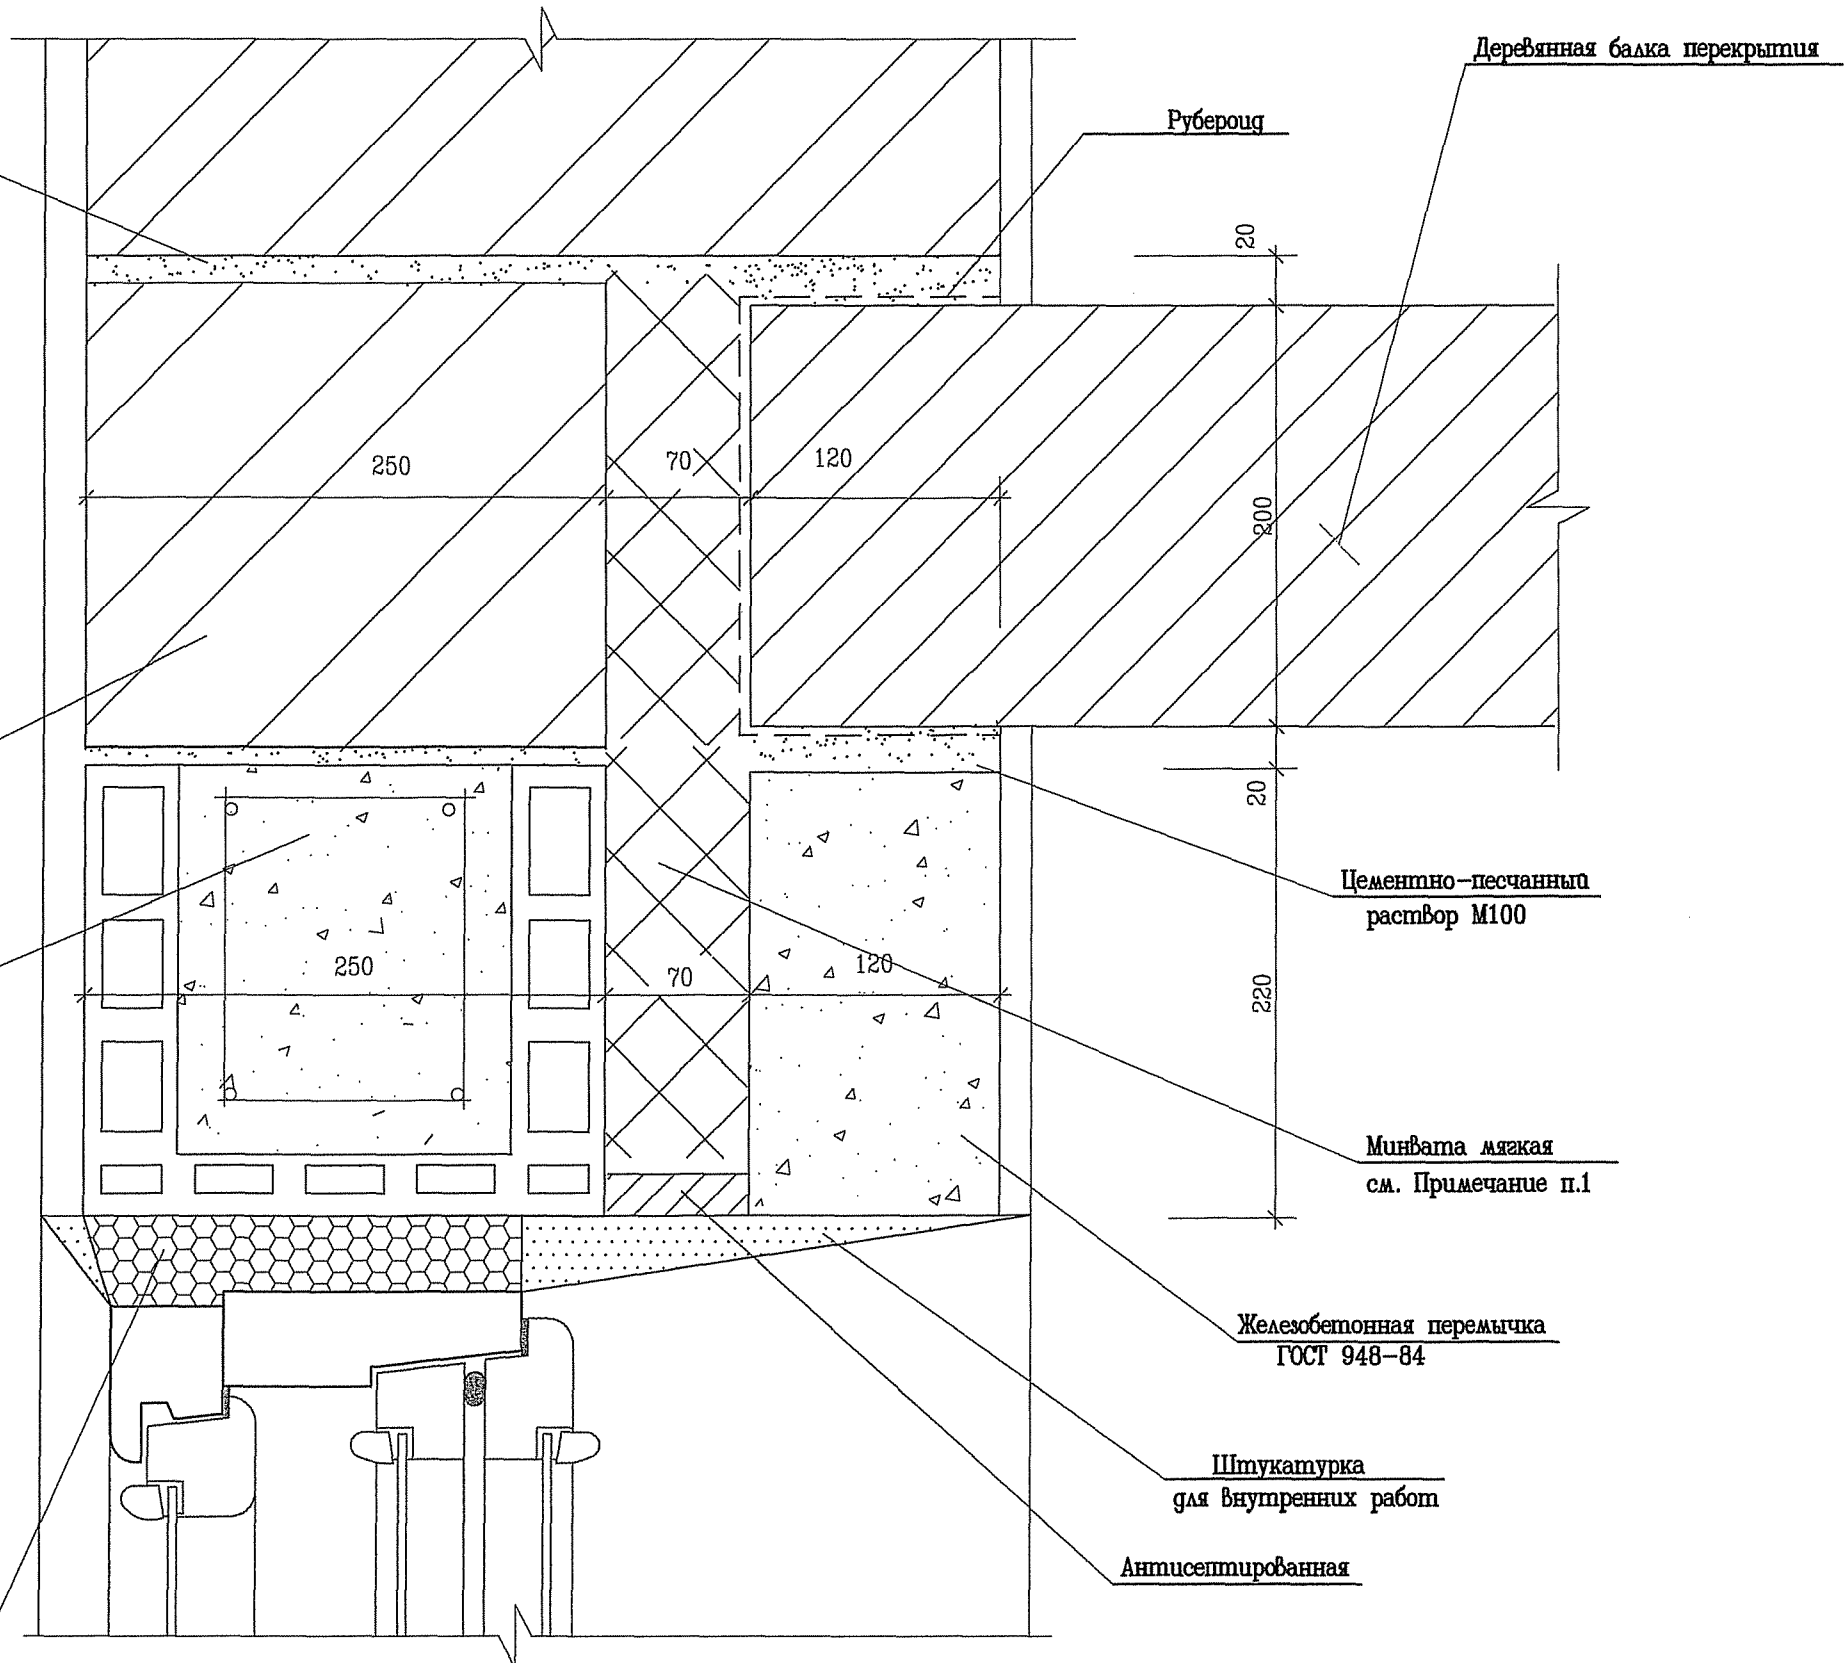 Деревянная балка перекрытия
Рубероид
20
250
70
120
200
20
Цементно-песчанный
раствор М100
250
70
120
220
Минвата мягкая
см. Примечание п.1
Железобетонная перемычка
ГОСТ 948-84
Штукатурка
для внутренних работ
Антисептированная